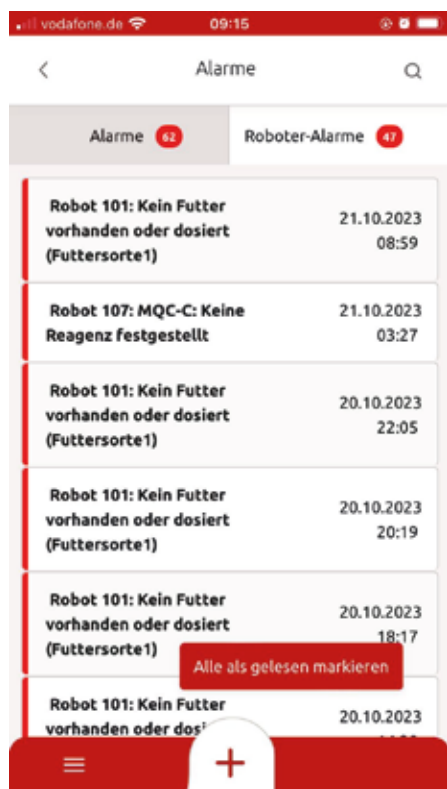 vodafone.de 09:15
Alarme
Alarme 62 Roboter-Alarme 47
Robot 101: Kein Futter
vorhanden oder dosiert
(Futtersorte1)
21.10.2023
08:59
Robot 107: MQC-C: Keine
Reagenz festgestellt
21.10.2023
03:27
Robot 101: Kein Futter
vorhanden oder dosiert
(Futtersorte1)
20.10.2023
22:05
Robot 101: Kein Futter
vorhanden oder dosiert
(Futtersorte1)
20.10.2023
20:19
Robot 101: Kein Futter
vorhanden oder dosiert
(Futtersorte1)
20.10.2023
18:17
Alle als gelesen markieren
Robot 101: Kein Futter
vorhanden oder
20.10.2023